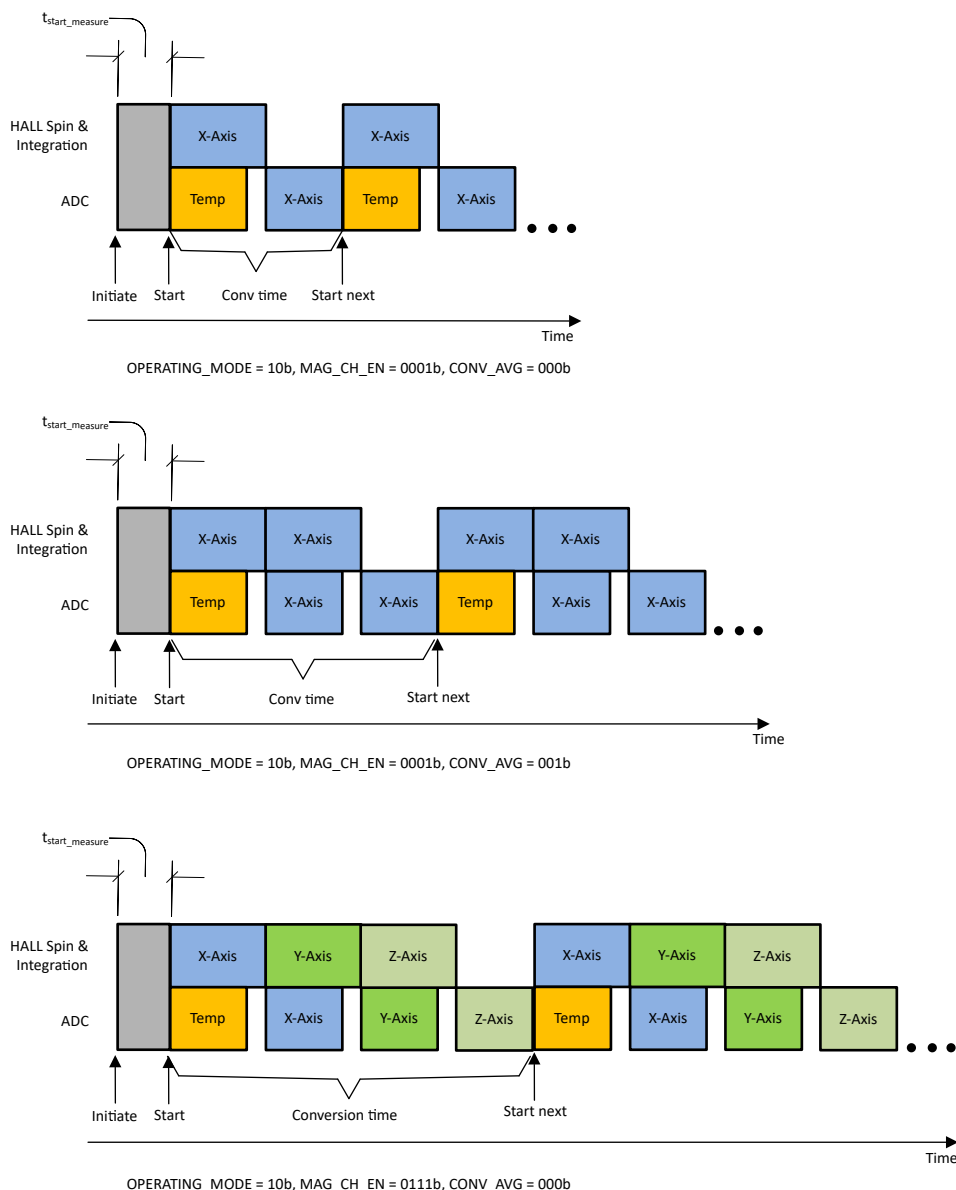 tstart_measure
HALL Spin &
Integration
X-Axis X-Axis
ADC
Temp X-Axis Temp X-Axis
Initiate Start Conv time Start next
Time
OPERATING_MODE = 10b, MAG_CH_EN = 0001b, CONV_AVG = 000b
tstart_measure
HALL Spin &
Integration
X-Axis X-Axis X-Axis X-Axis
ADC
Temp X-Axis X-Axis Temp X-Axis X-Axis
Initiate Start Conv time Start next
Time
OPERATING_MODE = 10b, MAG_CH_EN = 0001b, CONV_AVG = 001b
tstart_measure
HALL Spin &
Integration
X-Axis Y-Axis Z-Axis X-Axis Y-Axis Z-Axis
ADC
Temp X-Axis Y-Axis Z-Axis Temp X-Axis Y-Axis Z-Axis
Initiate Start Conversion time Start next
Time
OPERATING_MODE = 10b, MAG_CH_EN = 0111b, CONV_AVG = 000b